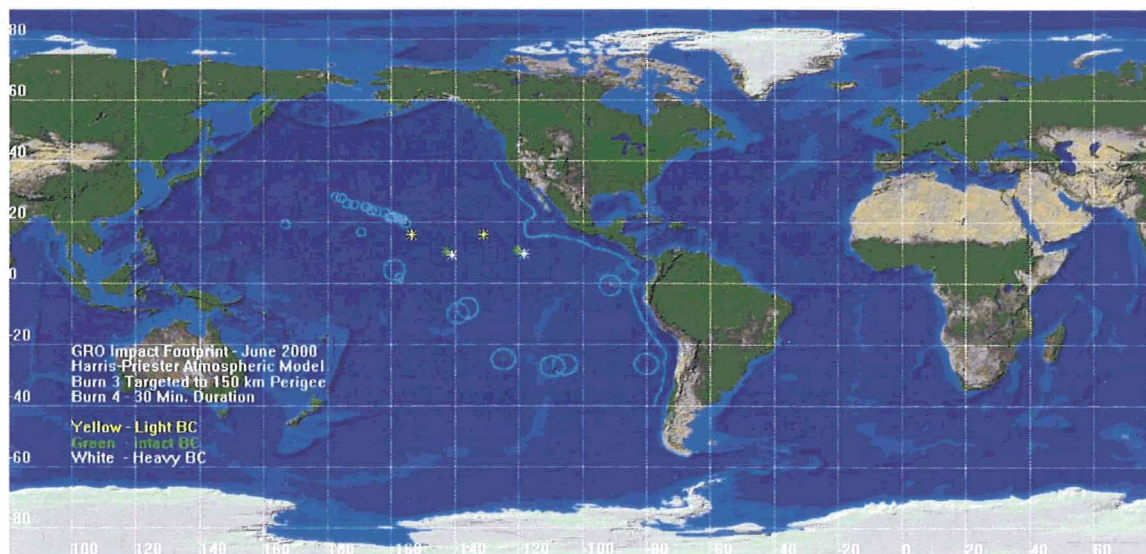 80
60
40
20
0
-20
-40
-60
-80
GRO Impact Footprint - June 2000
Harris-Priester Atmospheric Model
Burn 3 Targeted to 150 km Perigee
Burn 4 - 30 Min. Duration
Yellow - Light BC
Green - Intact BC
White - Heavy BC
100 120 140 160 180 -160 -140 -120 -100 -80 -60 -40 -20 0 20 40 60